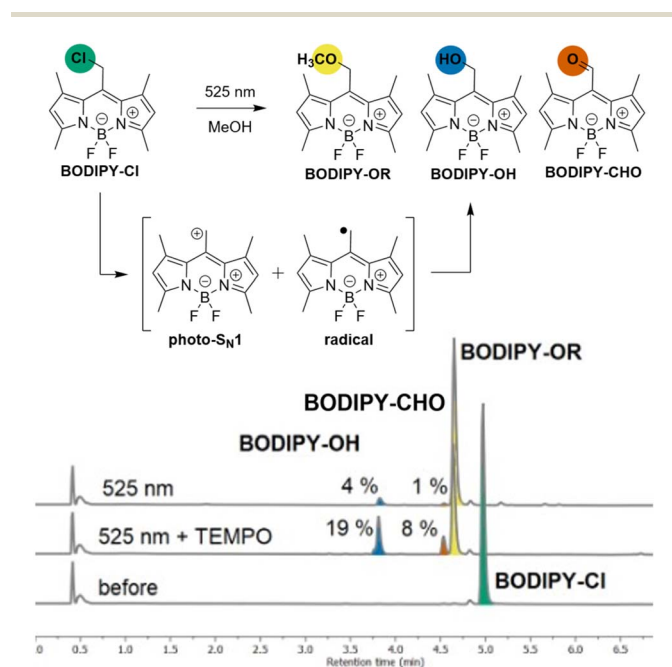 Cl
525 nm
MeOH
H₃CO
HO
O
N N
B
F F
BODIPY-Cl
N N
B
F F
BODIPY-OR
N N
B
F F
BODIPY-OH
N N
B
F F
BODIPY-CHO
N N
B
F F
photo-SN1
+
N N
B
F F
radical
BODIPY-OR
BODIPY-CHO
BODIPY-OH
525 nm
4 %
1 %
525 nm + TEMPO
19 %
8 %
before
BODIPY-Cl
.0 0.5 1.0 1.5 2.0 2.5 3.0 3.5 4.0 4.5 5.0 5.5 6.0 6.5
Retention time (min)